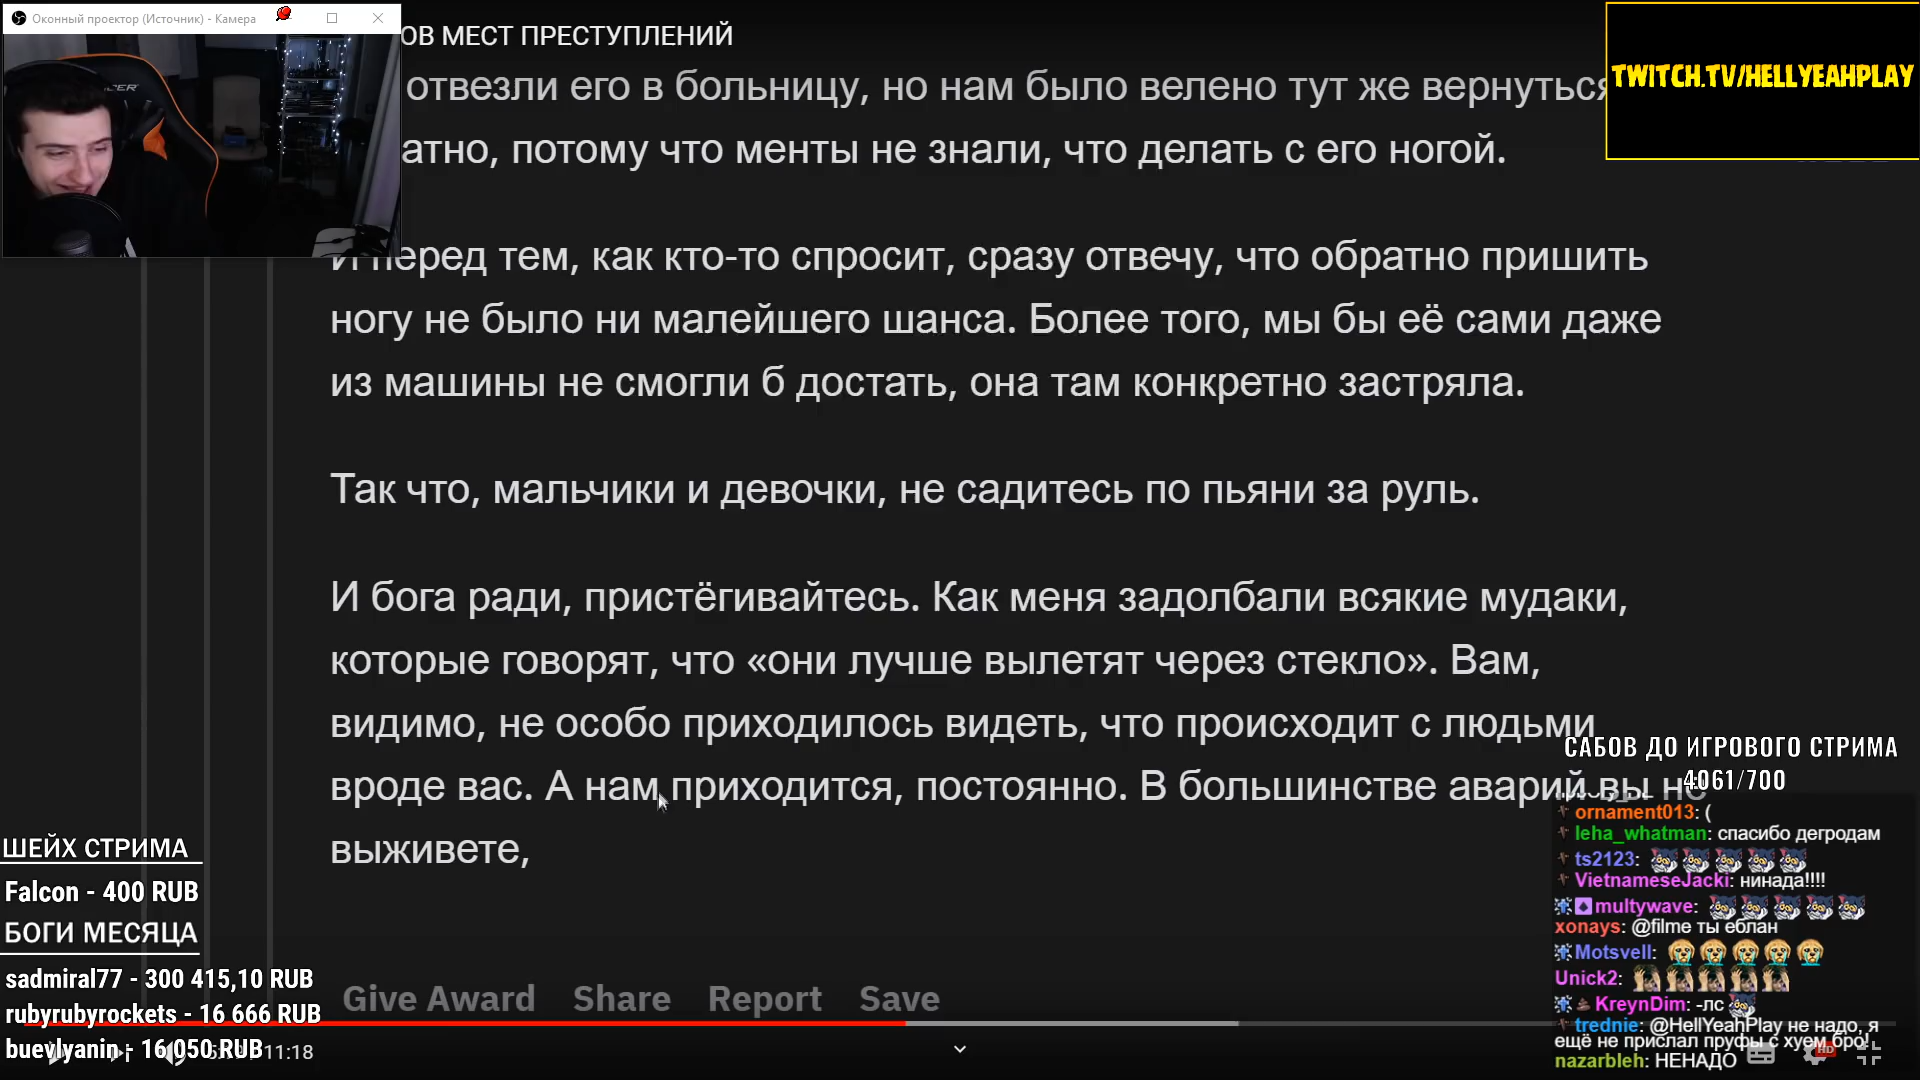 Оконный проектор (Источник) - Камера
ОВ МЕСТ ПРЕСТУПЛЕНИЙ
TWITCH.TV/HELLYEAHPLAY
отвезли его в больницу, но нам было велено тут же вернуться
атно, потому что менты не знали, что делать с его ногой.
И перед тем, как кто-то спросит, сразу отвечу, что обратно пришить
ногу не было ни малейшего шанса. Более того, мы бы её сами даже
из машины не смогли б достать, она там конкретно застряла.
Так что, мальчики и девочки, не садитесь по пьяни за руль.
И бога ради, пристёгивайтесь. Как меня задолбали всякие мудаки,
которые говорят, что «они лучше вылетят через стекло». Вам,
видимо, не особо приходилось видеть, что происходит с людьми
вроде вас. А нам приходится, постоянно. В большинстве аварий вы не
выживете,
Give Award Share Report Save
ШЕЙХ СТРИМА
Falcon - 400 RUB
БОГИ МЕСЯЦА
sadmiral77 - 300 415,10 RUB
rubyrubyrockets - 16 666 RUB
buevlyanin - 16 050 RUB
11:18
САБОВ ДО ИГРОВОГО СТРИМА
4061/700
ornament013: (
leha_whatman: спасибо дегродам
ts2123:
VietnameseJacki: нинада!!!!
multywave:
xonays: @filme ты еблан
Motsvell:
Unick2:
KreynDim: -лс
trednie: @HellYeahPlay не надо, я
ещё не прислал пруфы с хуем бро!
nazarbleh: НЕНАДО
HD